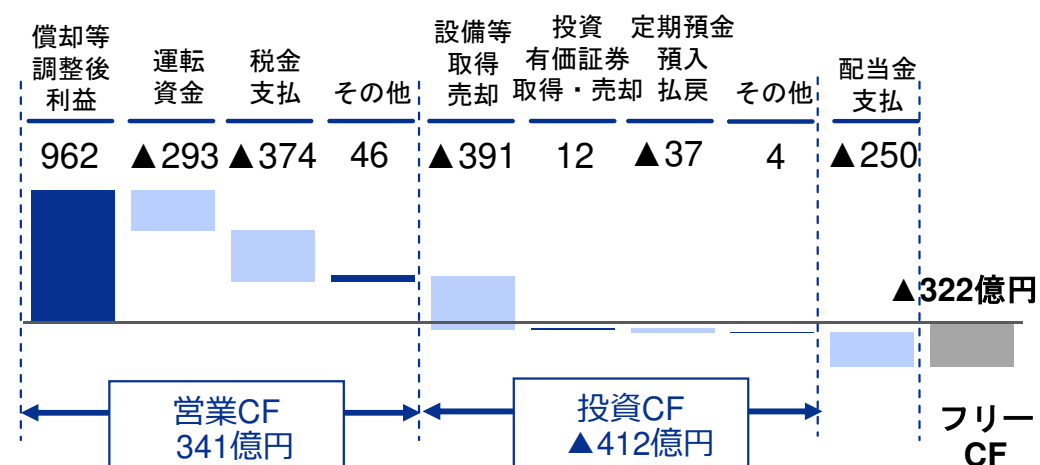 償却等
調整後
利益
運転
資金
税金
支払
その他
設備等
取得
売却
投資
有価証券
取得・売却
定期預金
預入
払戻
その他
配当金
支払
962
▲293
▲374
46
▲391
12
▲37
4
▲250
▲322億円
営業CF
341億円
投資CF
▲412億円
フリー
CF